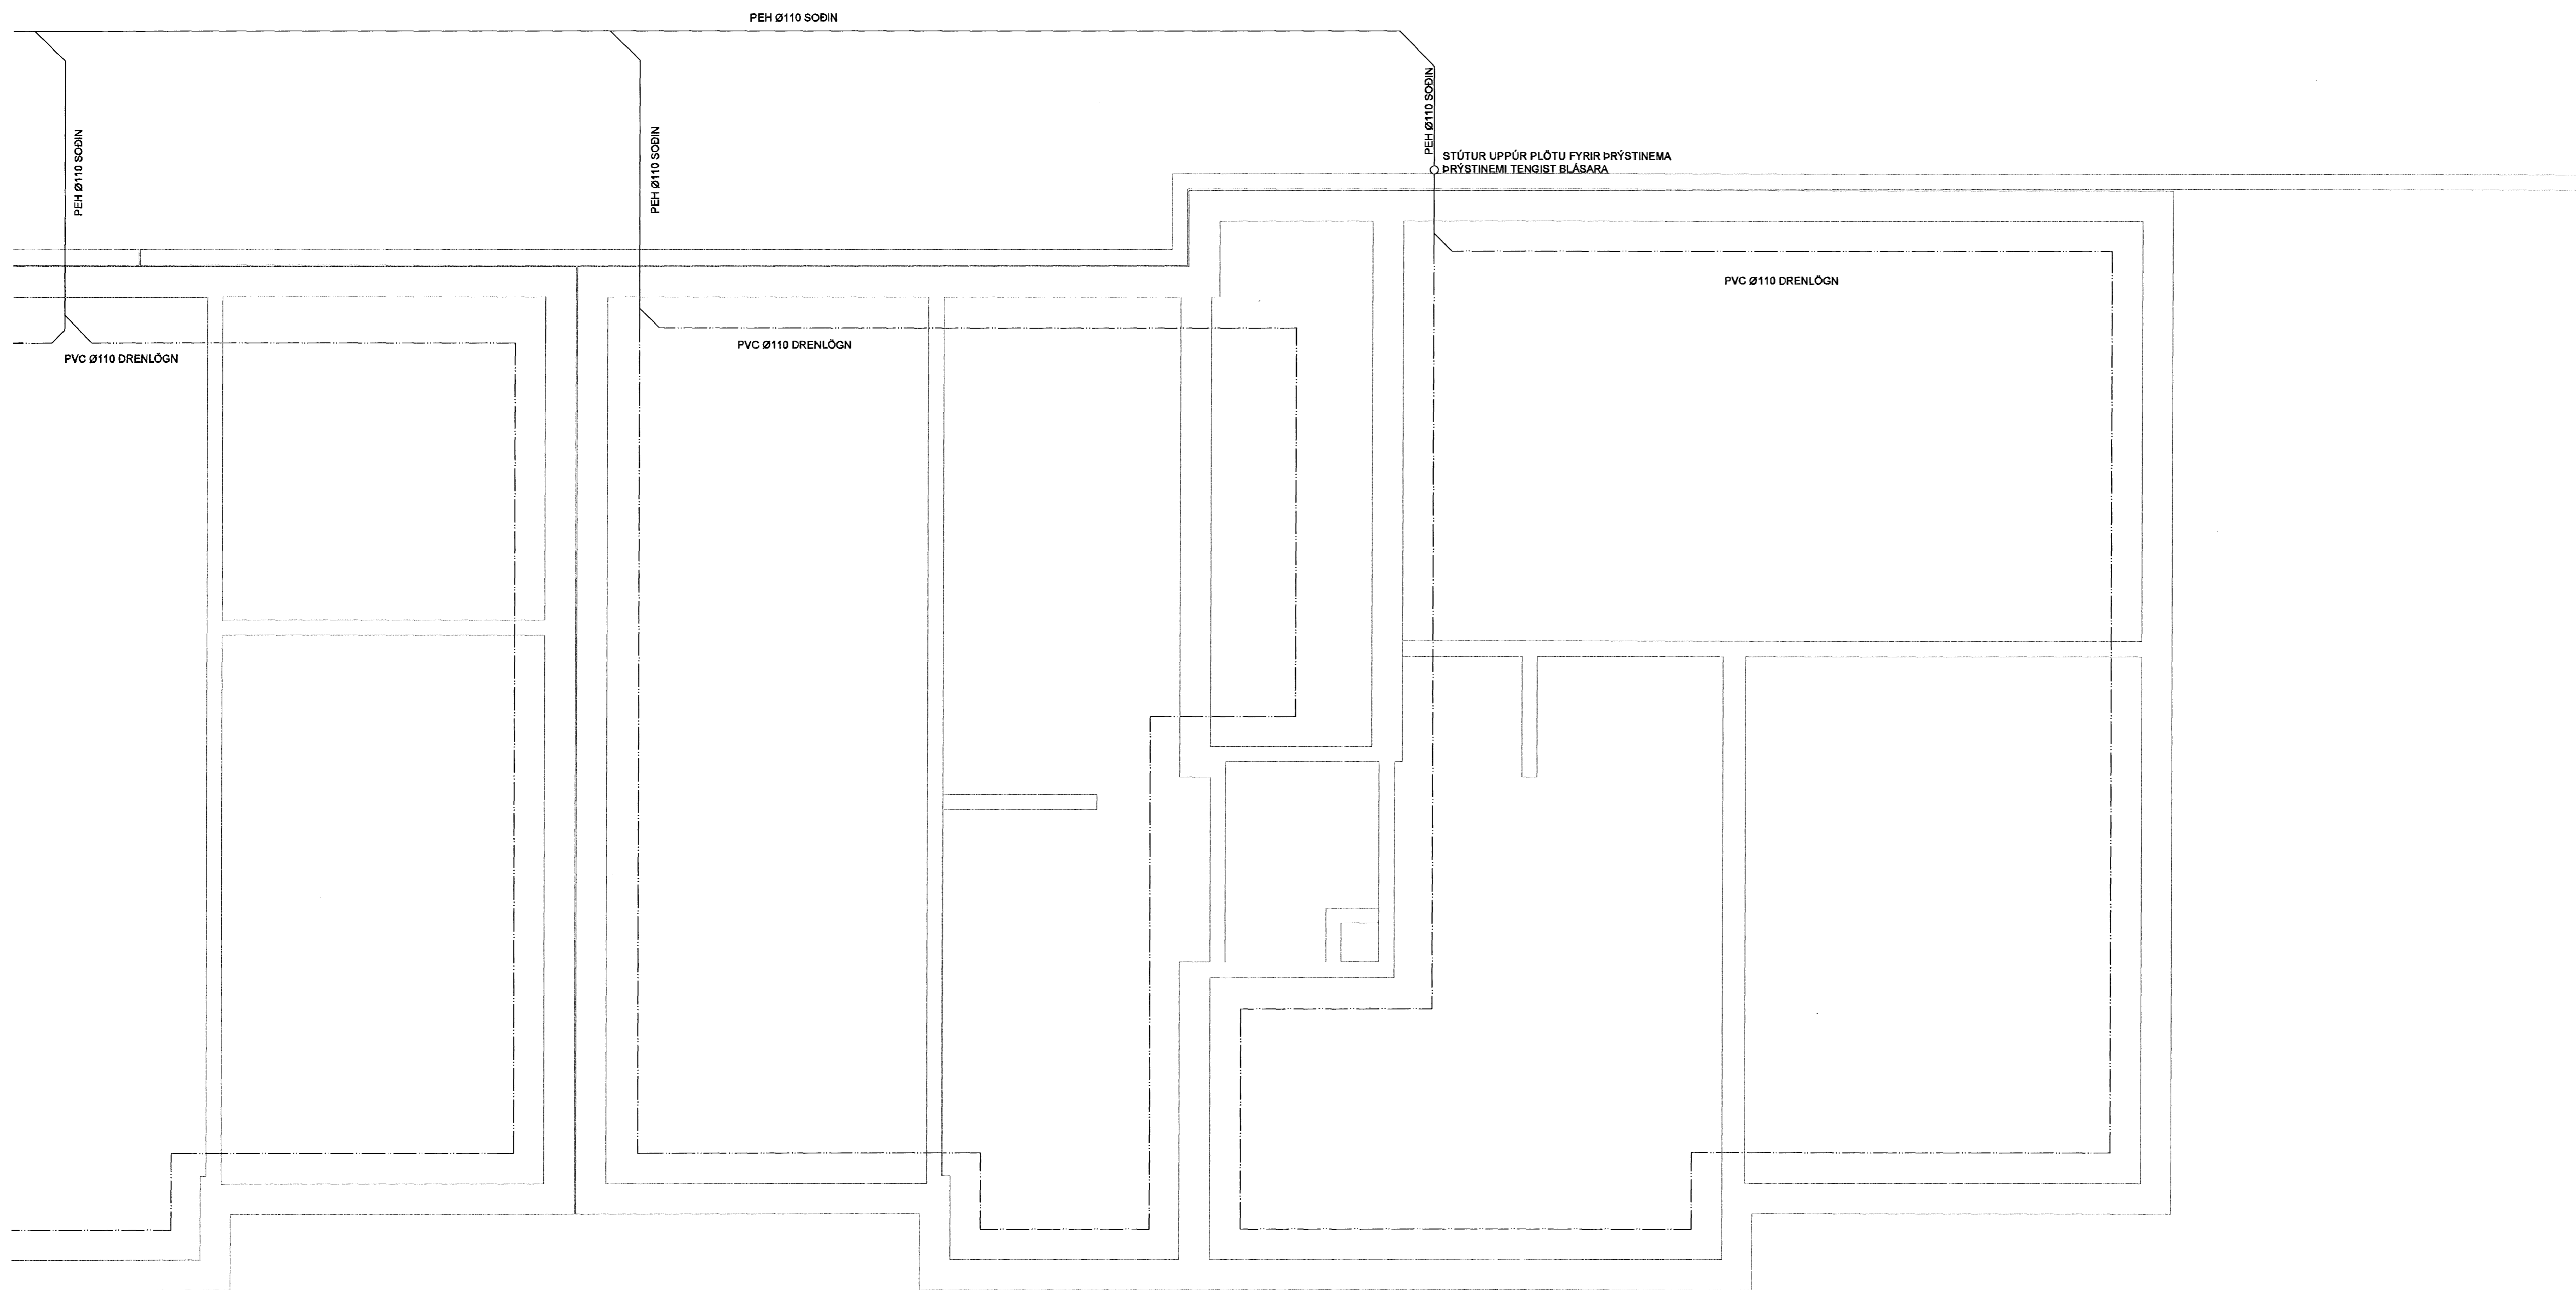 PEH Ø110 SOÐIN
PEH Ø110 SOÐIN
PEH Ø110 SOÐIN
PEH Ø110 SOÐIN
STÚTUR UPPÚR PLÖTU FYRIR ÞRÝSTINEMA
ÞRÝSTINEMI TENGIST BLÁSARA
PVC Ø110 DRENLÖGN
PVC Ø110 DRENLÖGN
PVC Ø110 DRENLÖGN